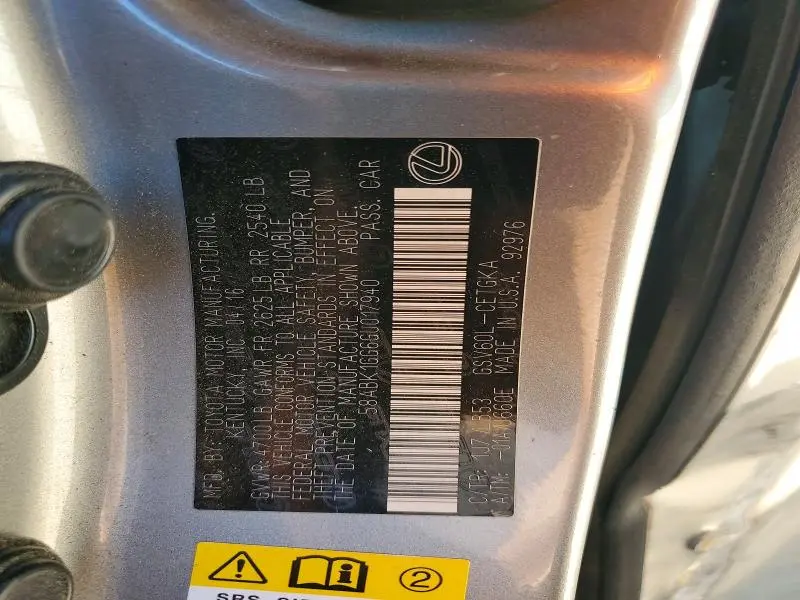 MFD. BY: TOYOTA MOTOR MANUFACTURING.
KENTUCKY, INC. 04/16
GVWR 4700LB GAWR FR 2625LB RR 2540LB
THIS VEHICLE CONFORMS TO ALL APPLICABLE
FEDERAL MOTOR VEHICLE SAFETY, BUMPER, AND
THEFT PREVENTION STANDARDS IN EFFECT ON
THE DATE OF MANUFACTURE SHOWN ABOVE.
58ABK1GG6GU017940 PASS. CAR
C/TR: 1J7 GSV60L-CETGKA
A/TM: MADE IN U.S.A. 92976
2
SRS